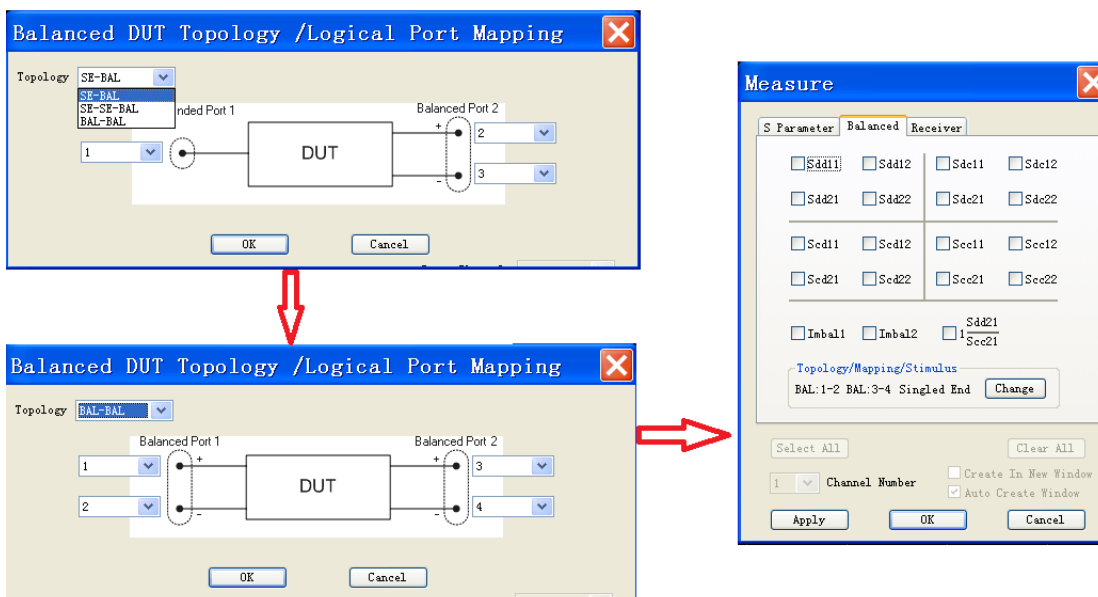 Balanced DUT Topology /Logical Port Mapping
Topology SE-BAL
SE-BAL
SE-SE-BAL
BAL-BAL
nded Port 1
Balanced Port 2
+ 2
1
DUT
- 3
OK Cancel
Balanced DUT Topology /Logical Port Mapping
Topology BAL-BAL
Balanced Port 1 Balanced Port 2
1 + + 3
DUT
2 - - 4
OK Cancel
Measure
S Parameter Balanced Receiver
Sdd11 Sdd12 Sdc11 Sdc12
Sdd21 Sdd22 Sdc21 Sdc22
Scd11 Scd12 Scc11 Scc12
Scd21 Scd22 Scc21 Scc22
Imbal1 Imbal2 1 Sdd21
Scc21
Topology/Mapping/Stimulus
BAL:1-2 BAL:3-4 Singled End Change
Select All Clear All
1 Channel Number Create In New Window
Auto Create Window
Apply OK Cancel